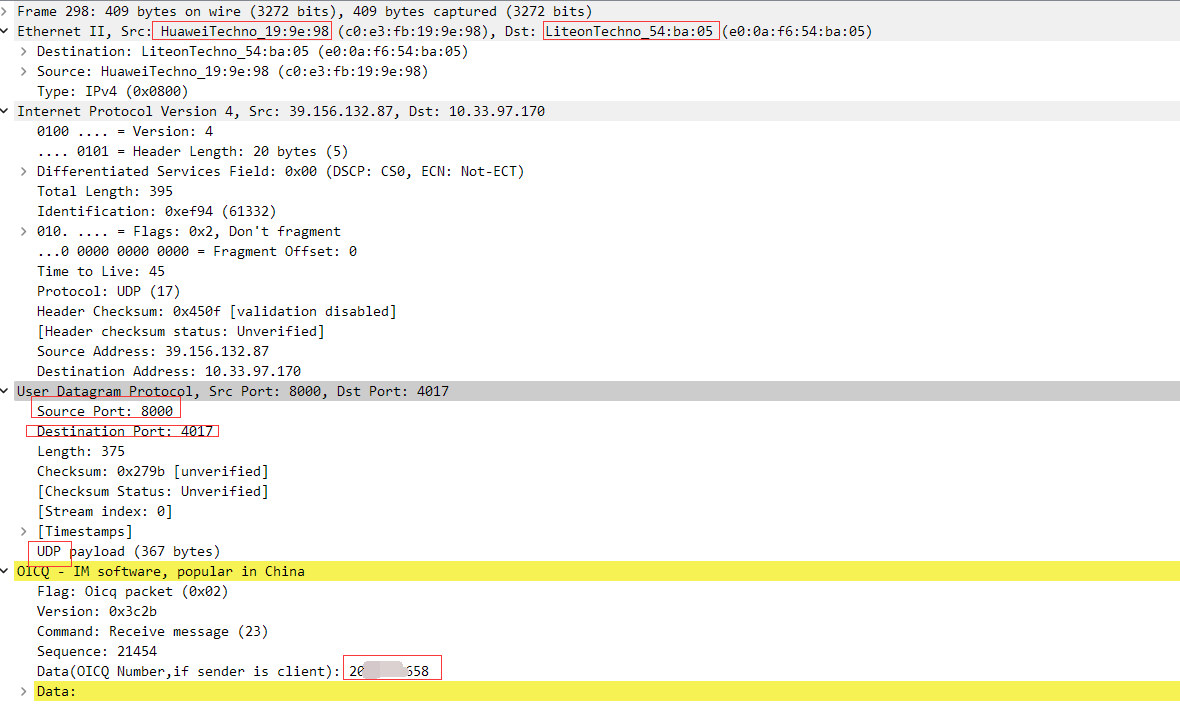 Frame 298: 409 bytes on wire (3272 bits), 409 bytes captured (3272 bits)
Ethernet II, Src: HuaweiTechno_19:9e:98 (c0:e3:fb:19:9e:98), Dst: LiteonTechno_54:ba:05 (e0:0a:f6:54:ba:05)
Destination: LiteonTechno_54:ba:05 (e0:0a:f6:54:ba:05)
Source: HuaweiTechno_19:9e:98 (c0:e3:fb:19:9e:98)
Type: IPv4 (0x0800)
Internet Protocol Version 4, Src: 39.156.132.87, Dst: 10.33.97.170
0100 .... = Version: 4
.... 0101 = Header Length: 20 bytes (5)
Differentiated Services Field: 0x00 (DSCP: CS0, ECN: Not-ECT)
Total Length: 395
Identification: 0xef94 (61332)
010. .... = Flags: 0x2, Don't fragment
...0 0000 0000 0000 = Fragment Offset: 0
Time to Live: 45
Protocol: UDP (17)
Header Checksum: 0x450f [validation disabled]
[Header checksum status: Unverified]
Source Address: 39.156.132.87
Destination Address: 10.33.97.170
User Datagram Protocol, Src Port: 8000, Dst Port: 4017
Source Port: 8000
Destination Port: 4017
Length: 375
Checksum: 0x279b [unverified]
[Checksum Status: Unverified]
[Stream index: 0]
[Timestamps]
UDP payload (367 bytes)
OICQ - IM software, popular in China
Flag: Oicq packet (0x02)
Version: 0x3c2b
Command: Receive message (23)
Sequence: 21454
Data(OICQ Number,if sender is client): 20 658
Data: